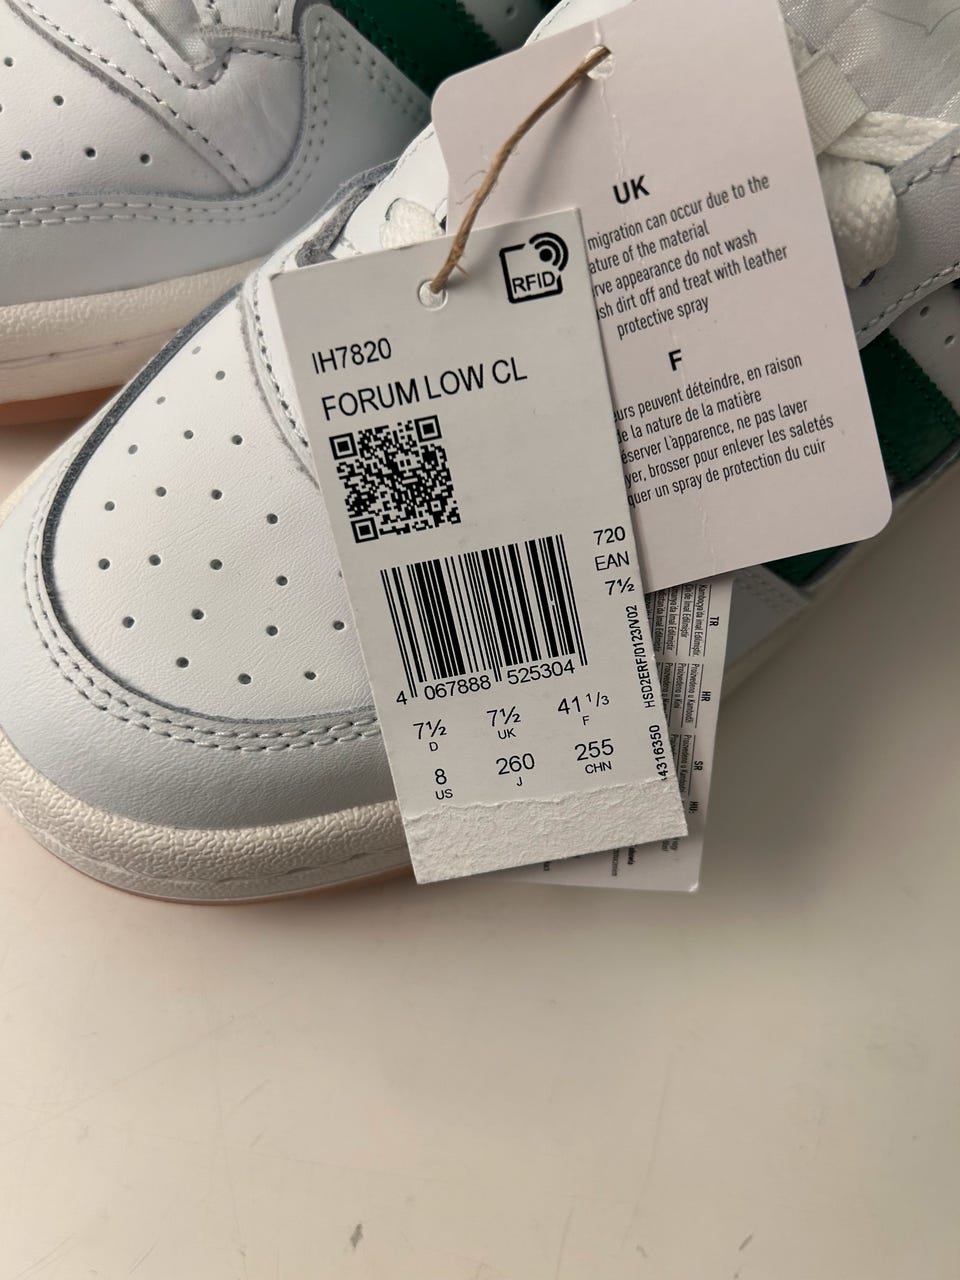 RFID
IH7820
FORUM LOW CL
720
EAN
7½
4 067888 525304
7½ 7½ 41 1/3
D UK F
8 260 255
US J CHN
HSD2ERF/0123/V02
4316350
UK
migration can occur due to the
ature of the material
rve appearance do not wash
sh dirt off and treat with leather
protective spray
F
urs peuvent déteindre, en raison
de la nature de la matière
éserver l'apparence, ne pas laver
yer, brosser pour enlever les saletés
quer un spray de protection du cuir
TR
HR
SR
HU: